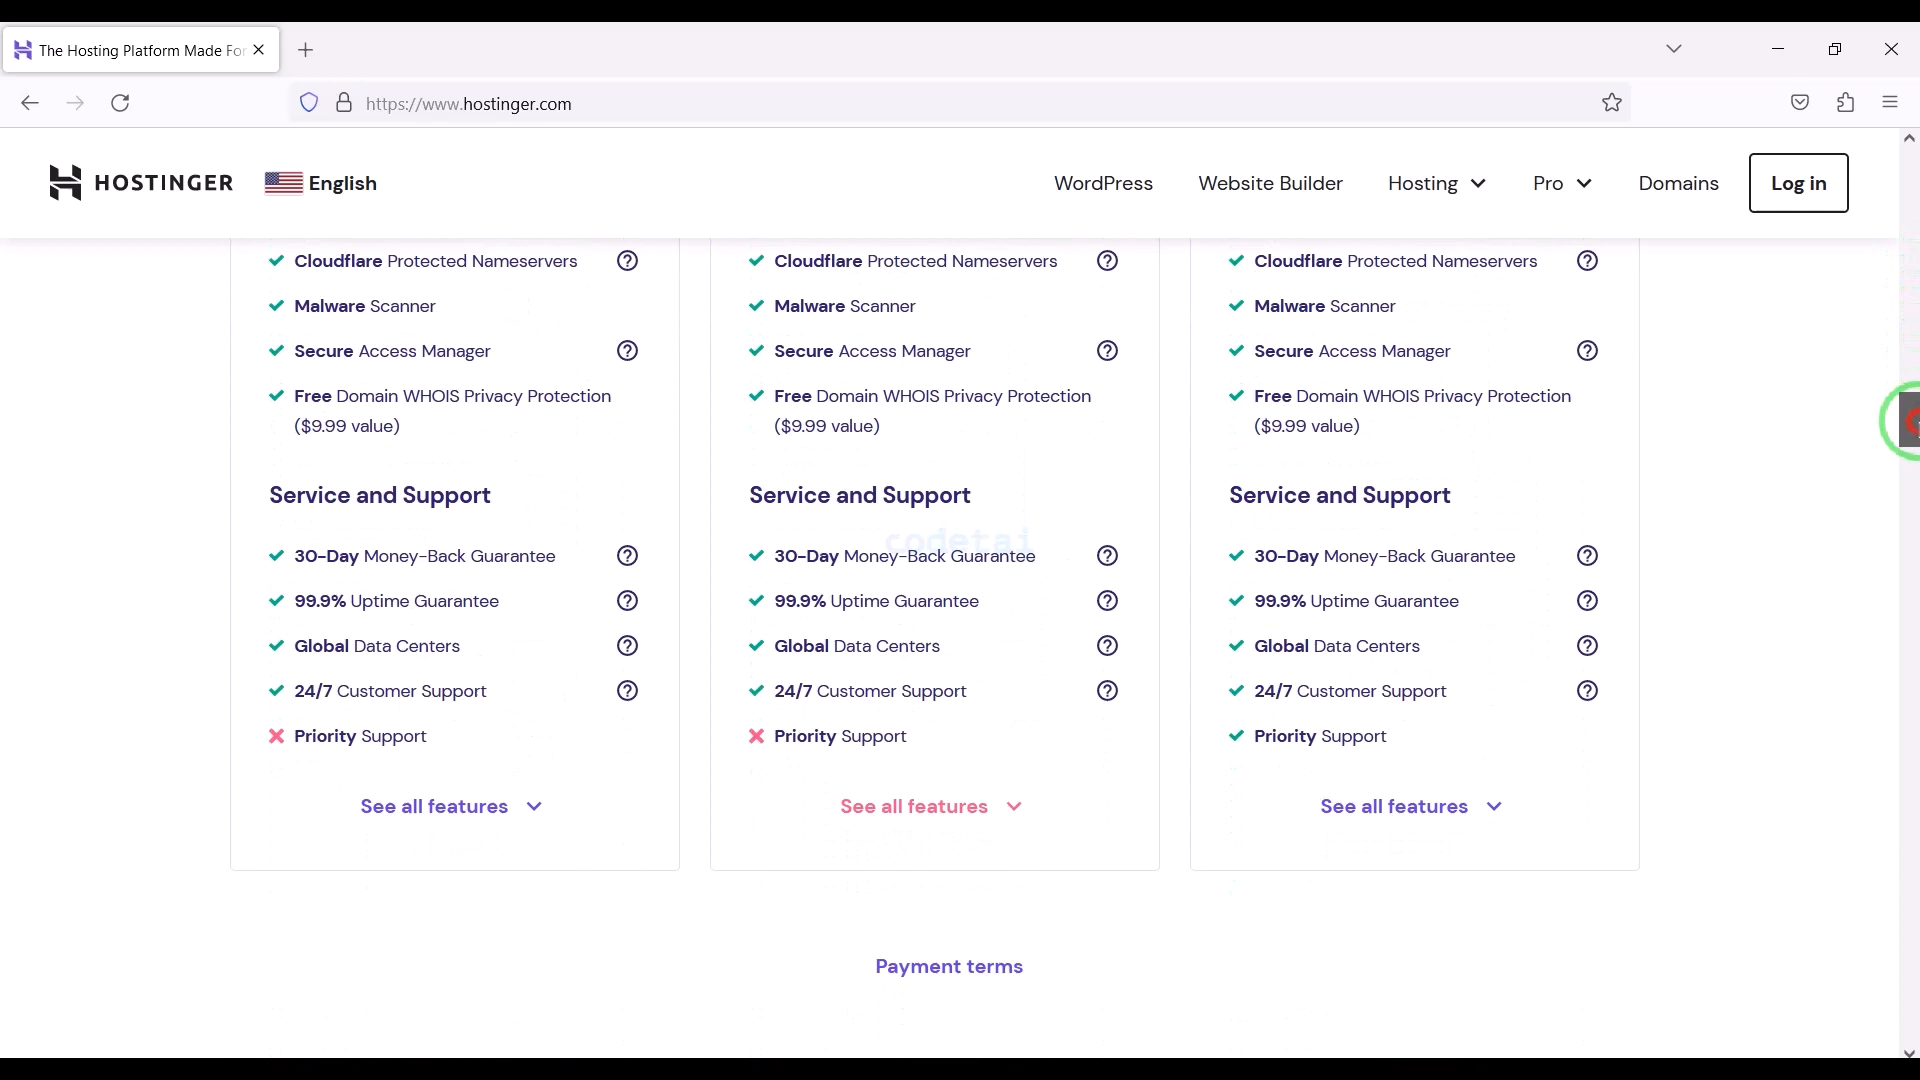 The Hosting Platform Made For
https://www.hostinger.com
HOSTINGER
English
WordPress
Website Builder
Hosting
Pro
Domains
Log in
Cloudflare Protected Nameservers
Malware Scanner
Secure Access Manager
Free Domain WHOIS Privacy Protection
($9.99 value)
Service and Support
30-Day Money-Back Guarantee
99.9% Uptime Guarantee
Global Data Centers
24/7 Customer Support
Priority Support
See all features
Cloudflare Protected Nameservers
Malware Scanner
Secure Access Manager
Free Domain WHOIS Privacy Protection
($9.99 value)
Service and Support
codetai
30-Day Money-Back Guarantee
99.9% Uptime Guarantee
Global Data Centers
24/7 Customer Support
Priority Support
See all features
Cloudflare Protected Nameservers
Malware Scanner
Secure Access Manager
Free Domain WHOIS Privacy Protection
($9.99 value)
Service and Support
30-Day Money-Back Guarantee
99.9% Uptime Guarantee
Global Data Centers
24/7 Customer Support
Priority Support
See all features
Payment terms